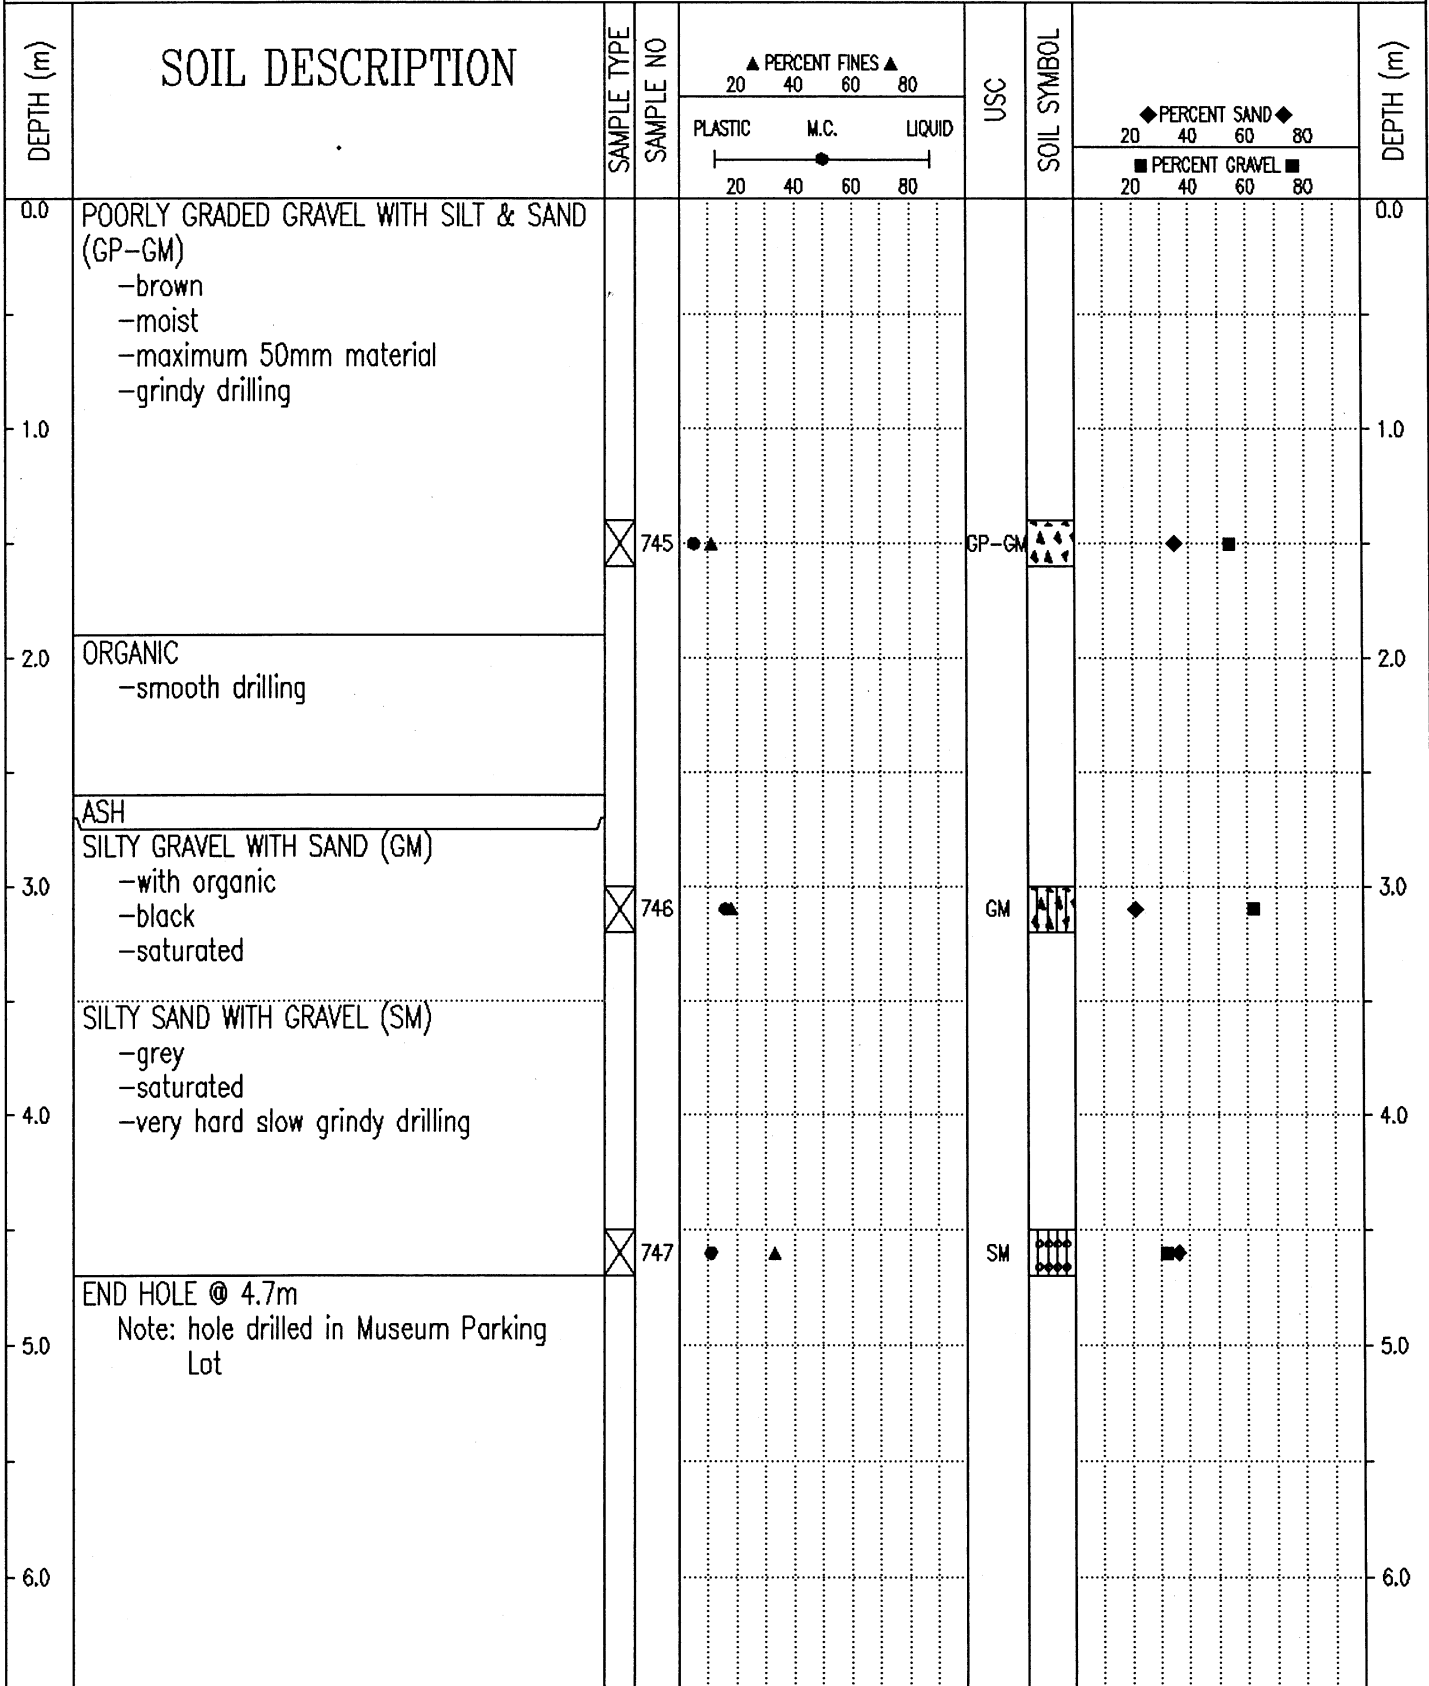 DEPTH (m)
SOIL DESCRIPTION
SAMPLE TYPE
SAMPLE NO
▲ PERCENT FINES ▲
20 40 60 80
PLASTIC M.C. LIQUID
20 40 60 80
USC
SOIL SYMBOL
◆PERCENT SAND◆
20 40 60 80
■ PERCENT GRAVEL ■
20 40 60 80
DEPTH (m)
0.0
POORLY GRADED GRAVEL WITH SILT & SAND
0.0
(GP-GM)
-brown
-moist
-maximum 50mm material
-grindy drilling
1.0
1.0
745
GP-GM
ORGANIC
2.0
2.0
-smooth drilling
ASH
SILTY GRAVEL WITH SAND (GM)
3.0
-with organic
3.0
-black
746
GM
-saturated
SILTY SAND WITH GRAVEL (SM)
-grey
-saturated
4.0
-very hard slow grindy drilling
4.0
747
SM
END HOLE @ 4.7m
Note: hole drilled in Museum Parking
5.0
5.0
Lot
6.0
6.0